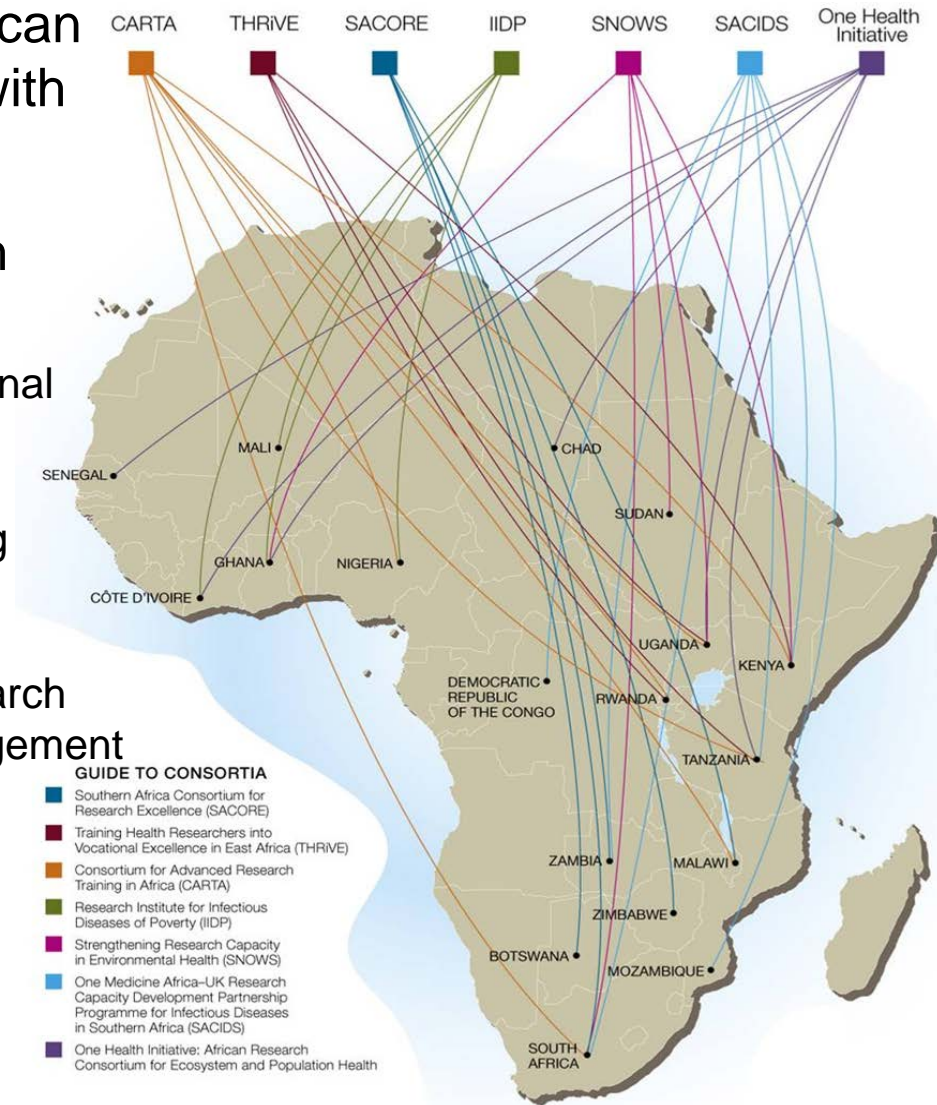 can
with
n
nal
g
arch
gement
CARTA
THRiVE
SACORE
IIDP
SNOWS
SACIDS
One Health
Initiative
MALI
CHAD
SENEGAL
SUDAN
GHANA
NIGERIA
CÔTE D'IVOIRE
UGANDA
KENYA
DEMOCRATIC
REPUBLIC
OF THE CONGO
RWANDA
TANZANIA
ZAMBIA
MALAWI
ZIMBABWE
BOTSWANA
MOZAMBIQUE
SOUTH
AFRICA
GUIDE TO CONSORTIA
Southern Africa Consortium for
Research Excellence (SACORE)
Training Health Researchers into
Vocational Excellence in East Africa (THRiVE)
Consortium for Advanced Research
Training in Africa (CARTA)
Research Institute for Infectious
Diseases of Poverty (IIDP)
Strengthening Research Capacity
in Environmental Health (SNOWS)
One Medicine Africa–UK Research
Capacity Development Partnership
Programme for Infectious Diseases
in Southern Africa (SACIDS)
One Health Initiative: African Research
Consortium for Ecosystem and Population Health